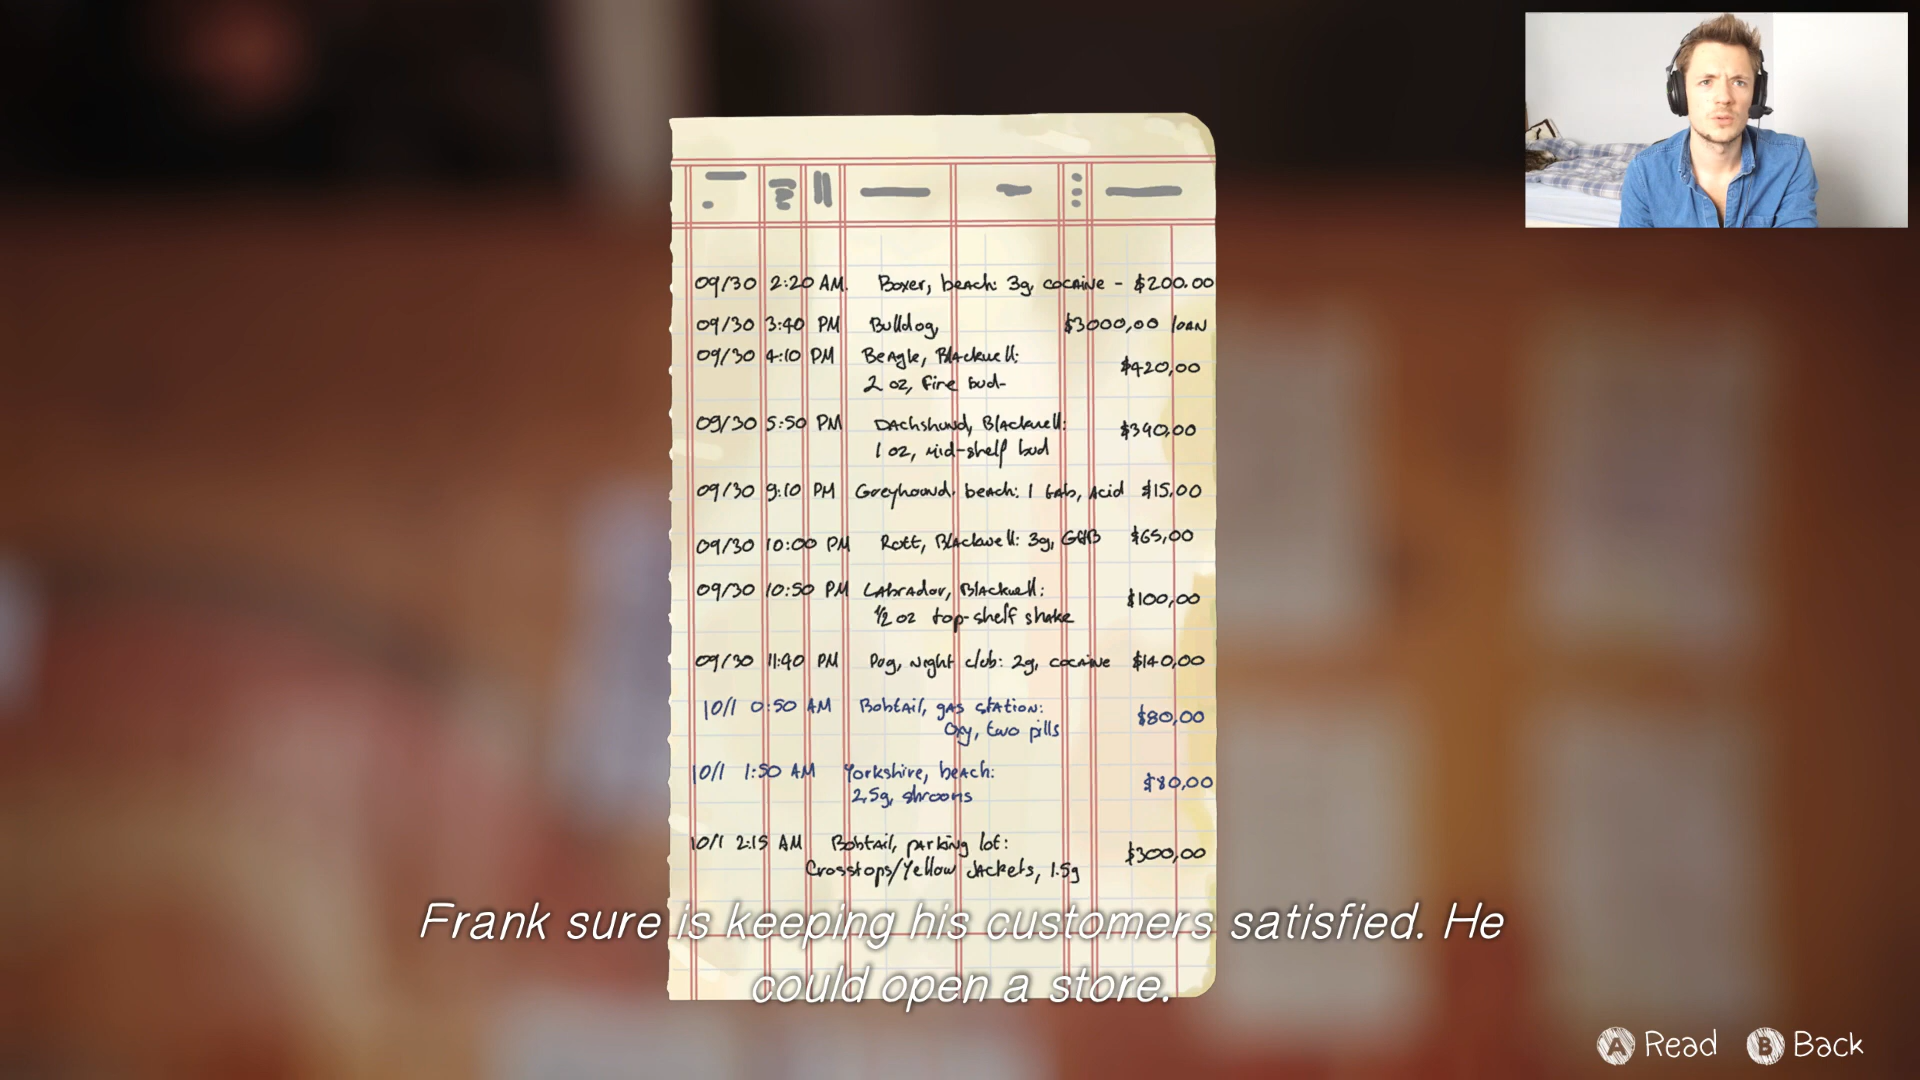 09/30 2:20 AM. Boxer, beach: 3g, cocaine - $200.00
09/30 3:40 PM Bulldog, $3000,00 loan
09/30 4:10 PM Beagle, Blackwell:
2 oz, fire bud- $420,00
09/30 5:50 PM Dachshund, Blackwell: $340,00
1 oz, mid-shelf bud
09/30 9:10 PM Greyhound, beach: 1 tab, acid $15,00
09/30 10:00 PM Rott, Blackwell: 3g, GHB $65,00
09/30 10:50 PM Labrador, Blackwell: $100,00
1/2 oz top-shelf shake
09/30 11:40 PM Pog, night club: 2g, cocaine $140,00
10/1 0:50 AM Bobtail, gas station: $80,00
Oxy, two pills
10/1 1:50 AM Yorkshire, beach: $80,00
2,5g, shrooms
10/1 2:15 AM Bobtail, parking lot: $300,00
Crosstops/Yellow Jackets, 1.5g
Frank sure is keeping his customers satisfied. He
could open a store.
A Read B Back